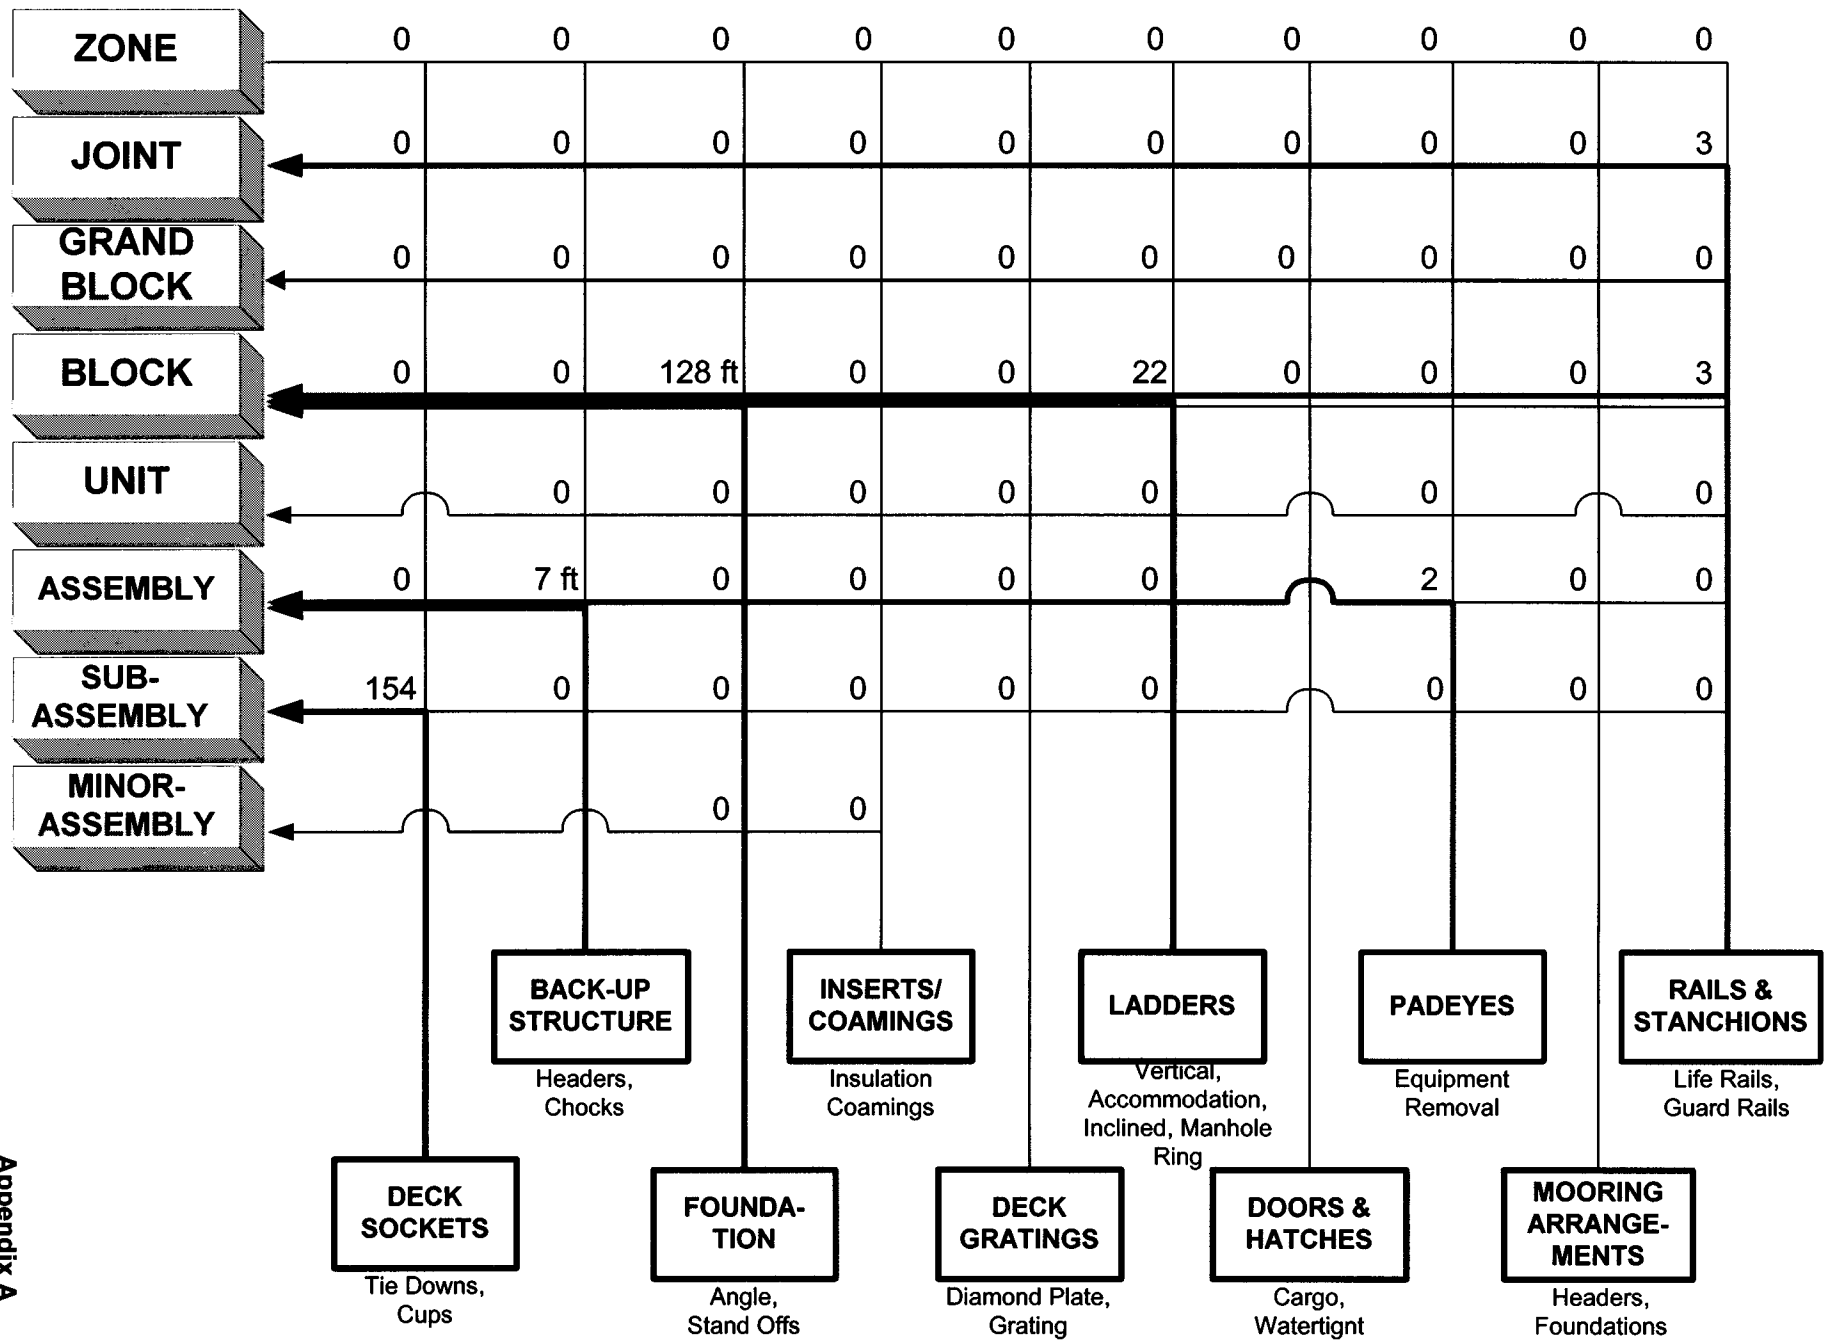 ZONE
0 0 0 0 0 0 0 0 0 0
JOINT
0 0 0 0 0 0 0 0 0 3
GRAND
BLOCK
0 0 0 0 0 0 0 0 0 0
BLOCK
0 0 128 ft 0 0 22 0 0 0 3
UNIT
0 0 0 0 0 0 0
ASSEMBLY
0 7 ft 0 0 0 0 2 0 0
SUB-
ASSEMBLY
154 0 0 0 0 0 0 0 0
MINOR-
ASSEMBLY
0 0
BACK-UP
STRUCTURE
Headers,
Chocks
INSERTS/
COAMINGS
Insulation
Coamings
LADDERS
Vertical,
Accommodation,
Inclined, Manhole
Ring
PADEYES
Equipment
Removal
RAILS &
STANCHIONS
Life Rails,
Guard Rails
DECK
SOCKETS
Tie Downs,
Cups
FOUNDA-
TION
Angle,
Stand Offs
DECK
GRATINGS
Diamond Plate,
Grating
DOORS &
HATCHES
Cargo,
Watertignt
MOORING
ARRANGE-
MENTS
Headers,
Foundations
Appendix A